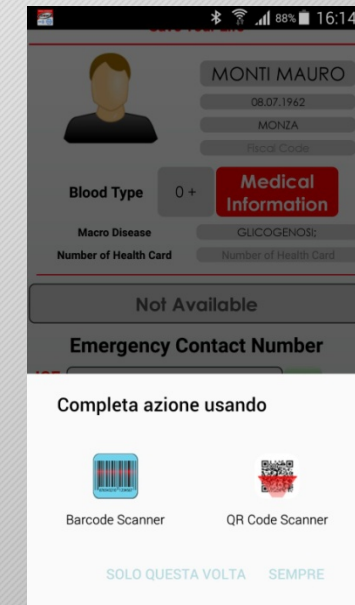 88% 16:14
MONTI MAURO
08.07.1962
MONZA
Fiscal Code
Blood Type 0 + Medical Information
Macro Disease GLICOGENOSI;
Number of Health Card Number of Health Card
Not Available
Emergency Contact Number
Completa azione usando
Barcode Scanner QR Code Scanner
SOLO QUESTA VOLTA SEMPRE